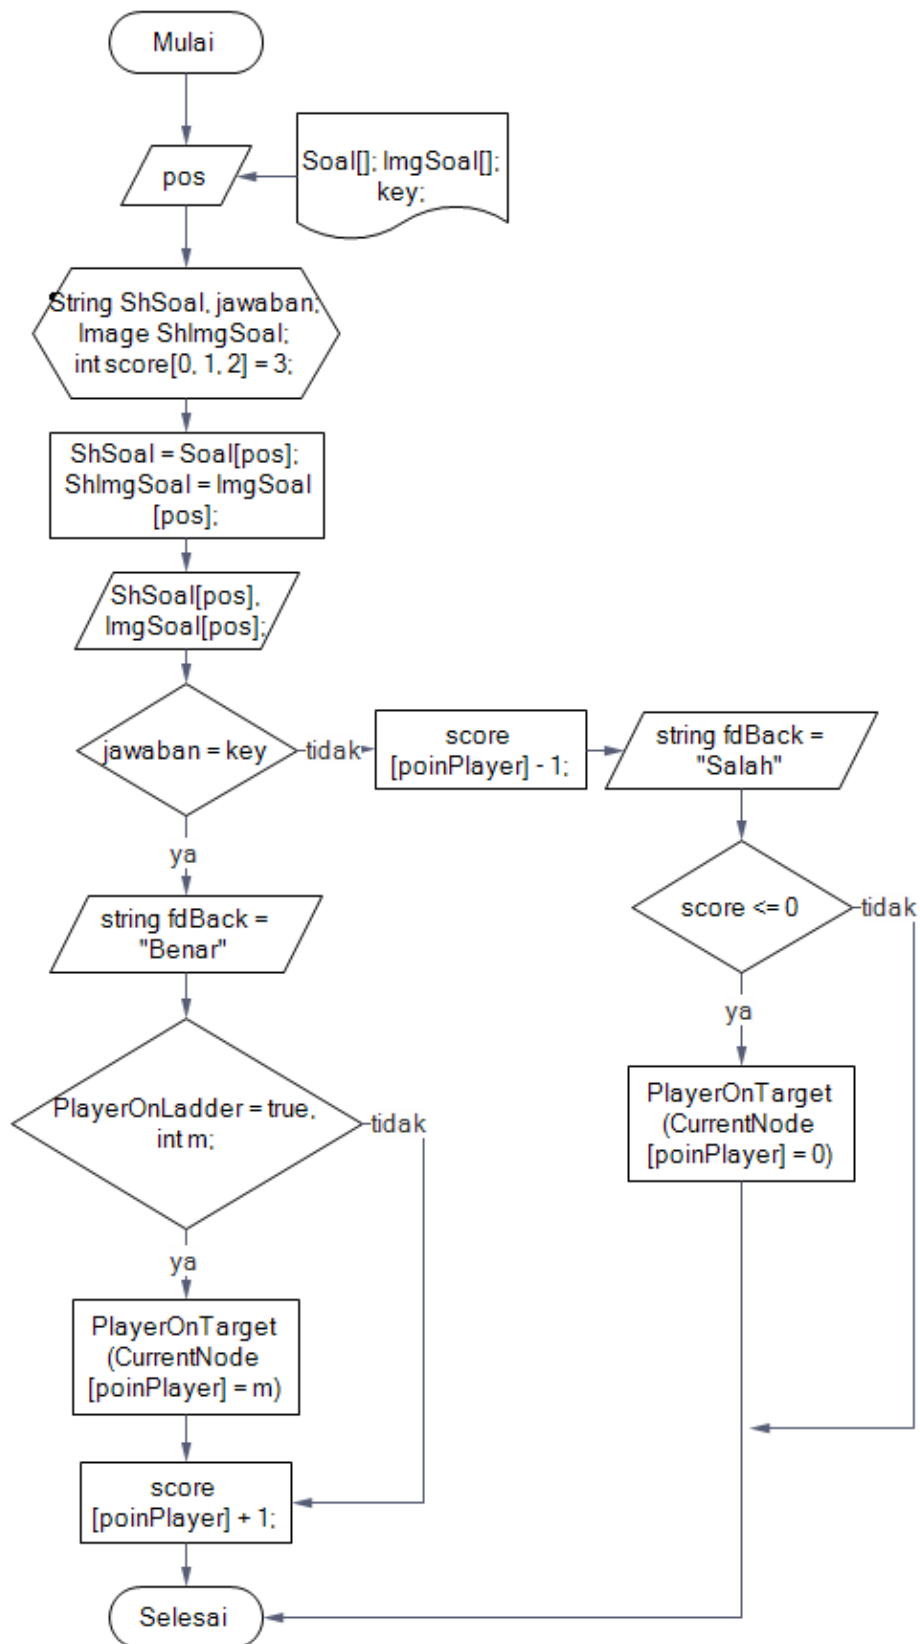 Mulai
pos
Soal[]; ImgSoal[];
key;
String ShSoal, jawaban;
Image ShImgSoal;
int score[0, 1, 2] = 3;
ShSoal = Soal[pos];
ShImgSoal = ImgSoal
[pos];
ShSoal[pos],
ImgSoal[pos];
jawaban = key
tidak
score
[poinPlayer] - 1;
string fdBack =
"Salah"
ya
score <= 0
tidak
string fdBack =
"Benar"
ya
PlayerOnTarget
(CurrentNode
[poinPlayer] = 0)
PlayerOnLadder = true,
int m;
tidak
ya
PlayerOnTarget
(CurrentNode
[poinPlayer] = m)
score
[poinPlayer] + 1;
Selesai